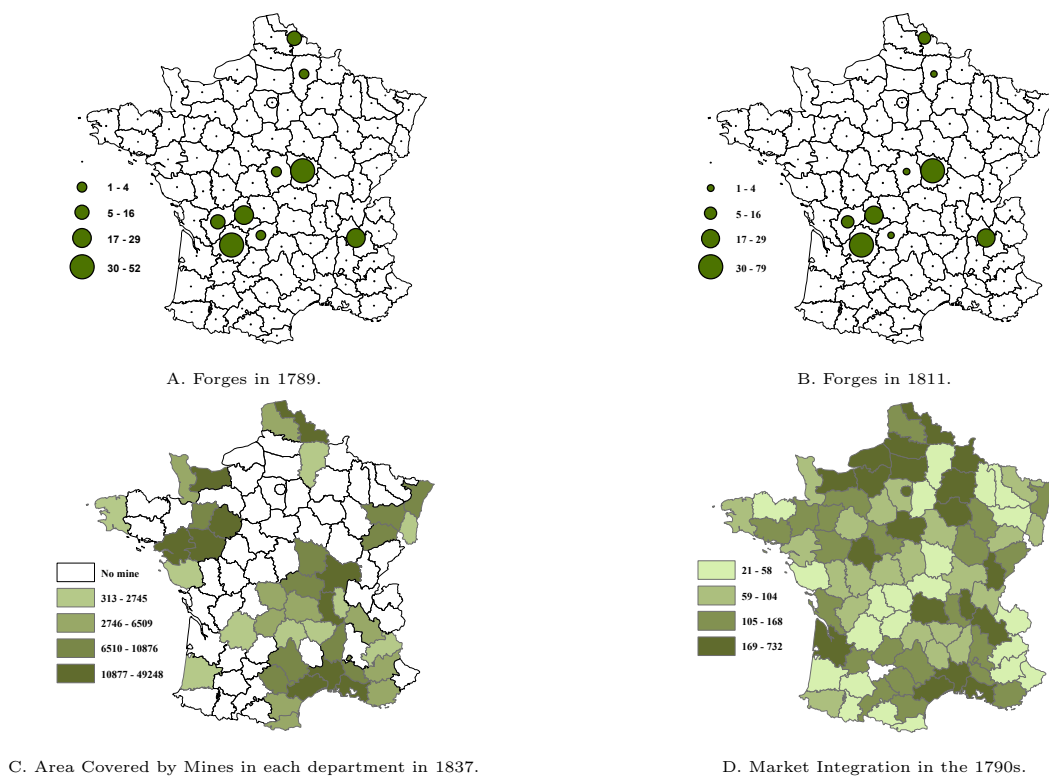 1 - 4
5 - 16
17 - 29
30 - 52
A. Forges in 1789.
1 - 4
5 - 16
17 - 29
30 - 79
B. Forges in 1811.
No mine
313 - 2745
2746 - 6509
6510 - 10876
10877 - 49248
C. Area Covered by Mines in each department in 1837.
21 - 58
59 - 104
105 - 168
169 - 732
D. Market Integration in the 1790s.